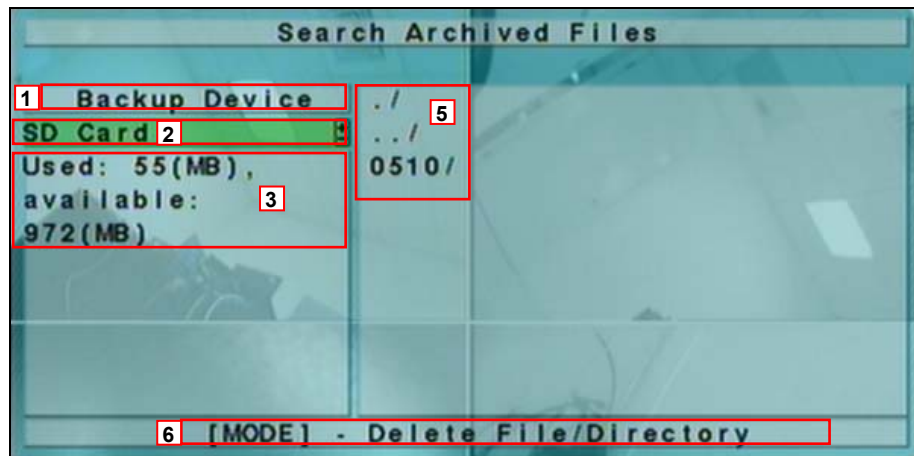 Search Archived Files
1 Backup Device
SD Card 2
Used: 55(MB),
available: 3
972(MB)
./ 5
../
0510/
6 [MODE] - Delete File/Directory